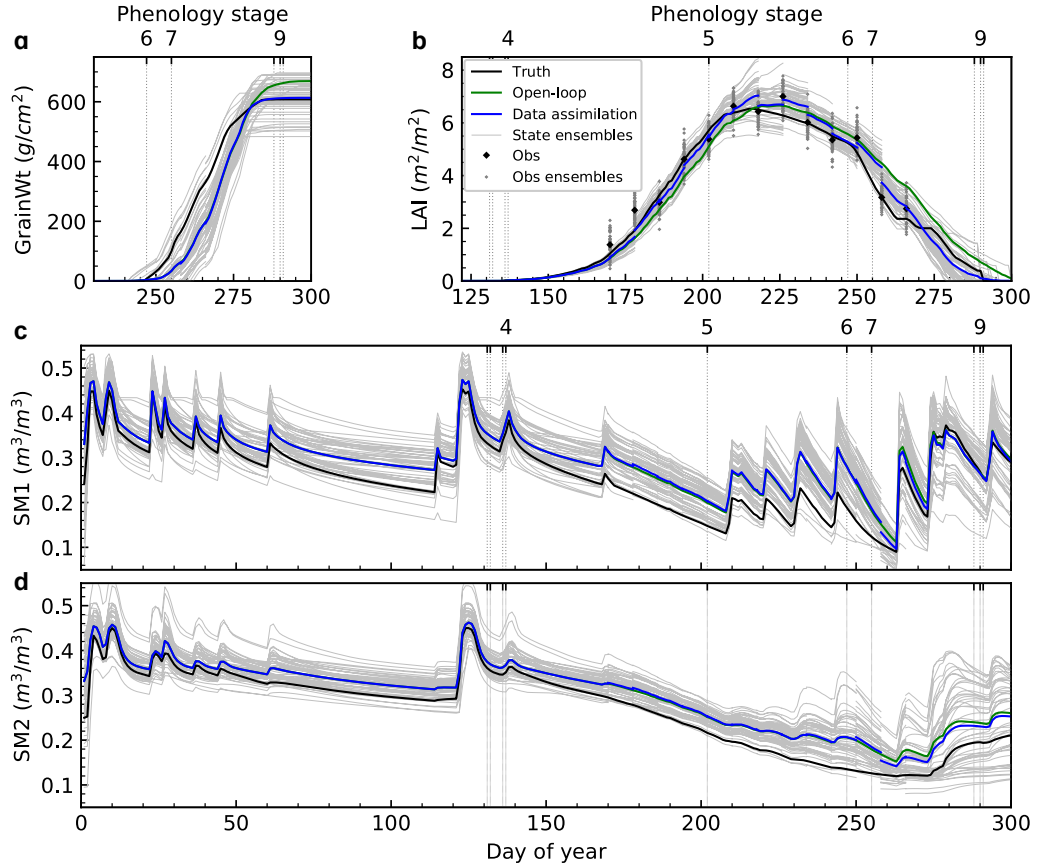 Phenology stage
Phenology stage
a
6 7 9
b
4 5 6 7 9
GrainWt (g/cm²)
600
400
200
0
250 275 300
LAI (m²/m²)
8
6
4
2
0
125 150 175 200 225 250 275 300
Truth
Open-loop
Data assimilation
State ensembles
Obs
Obs ensembles
c
4 5 6 7 9
SM1 (m³/m³)
0.5
0.4
0.3
0.2
0.1
d
SM2 (m³/m³)
0.5
0.4
0.3
0.2
0.1
0 50 100 150 200 250 300
Day of year